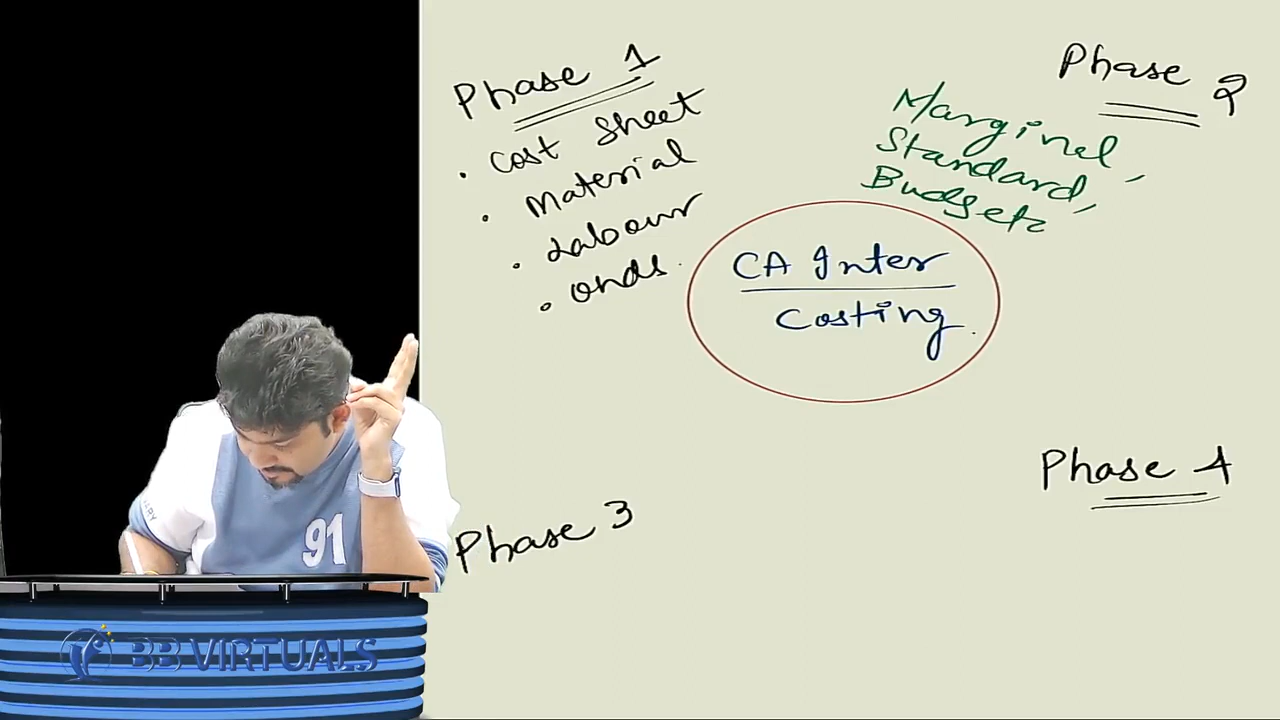 Phase 1
• Cost Sheet
• Material
• Labour
• OHds.
Phase 2
Marginal,
Standard,
Budgets
CA Inter
Costing.
Phase 3
Phase 4
91
BB VIRTUALS